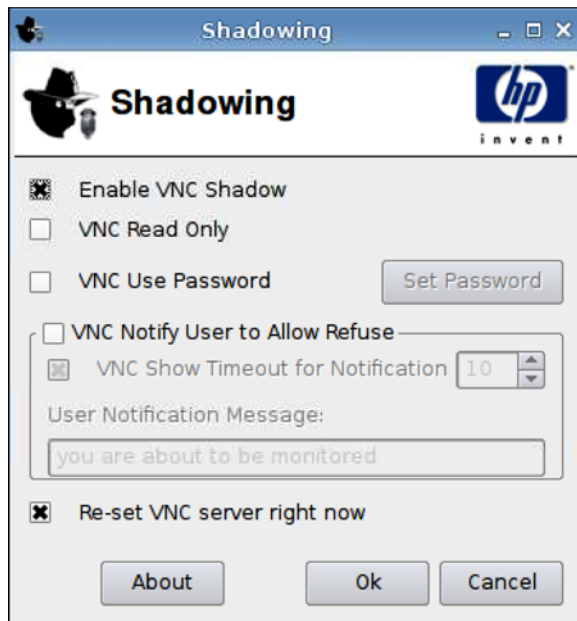 Shadowing
Shadowing
hp
invent
Enable VNC Shadow
VNC Read Only
VNC Use Password
Set Password
VNC Notify User to Allow Refuse
VNC Show Timeout for Notification
10
User Notification Message:
you are about to be monitored
Re-set VNC server right now
About
Ok
Cancel